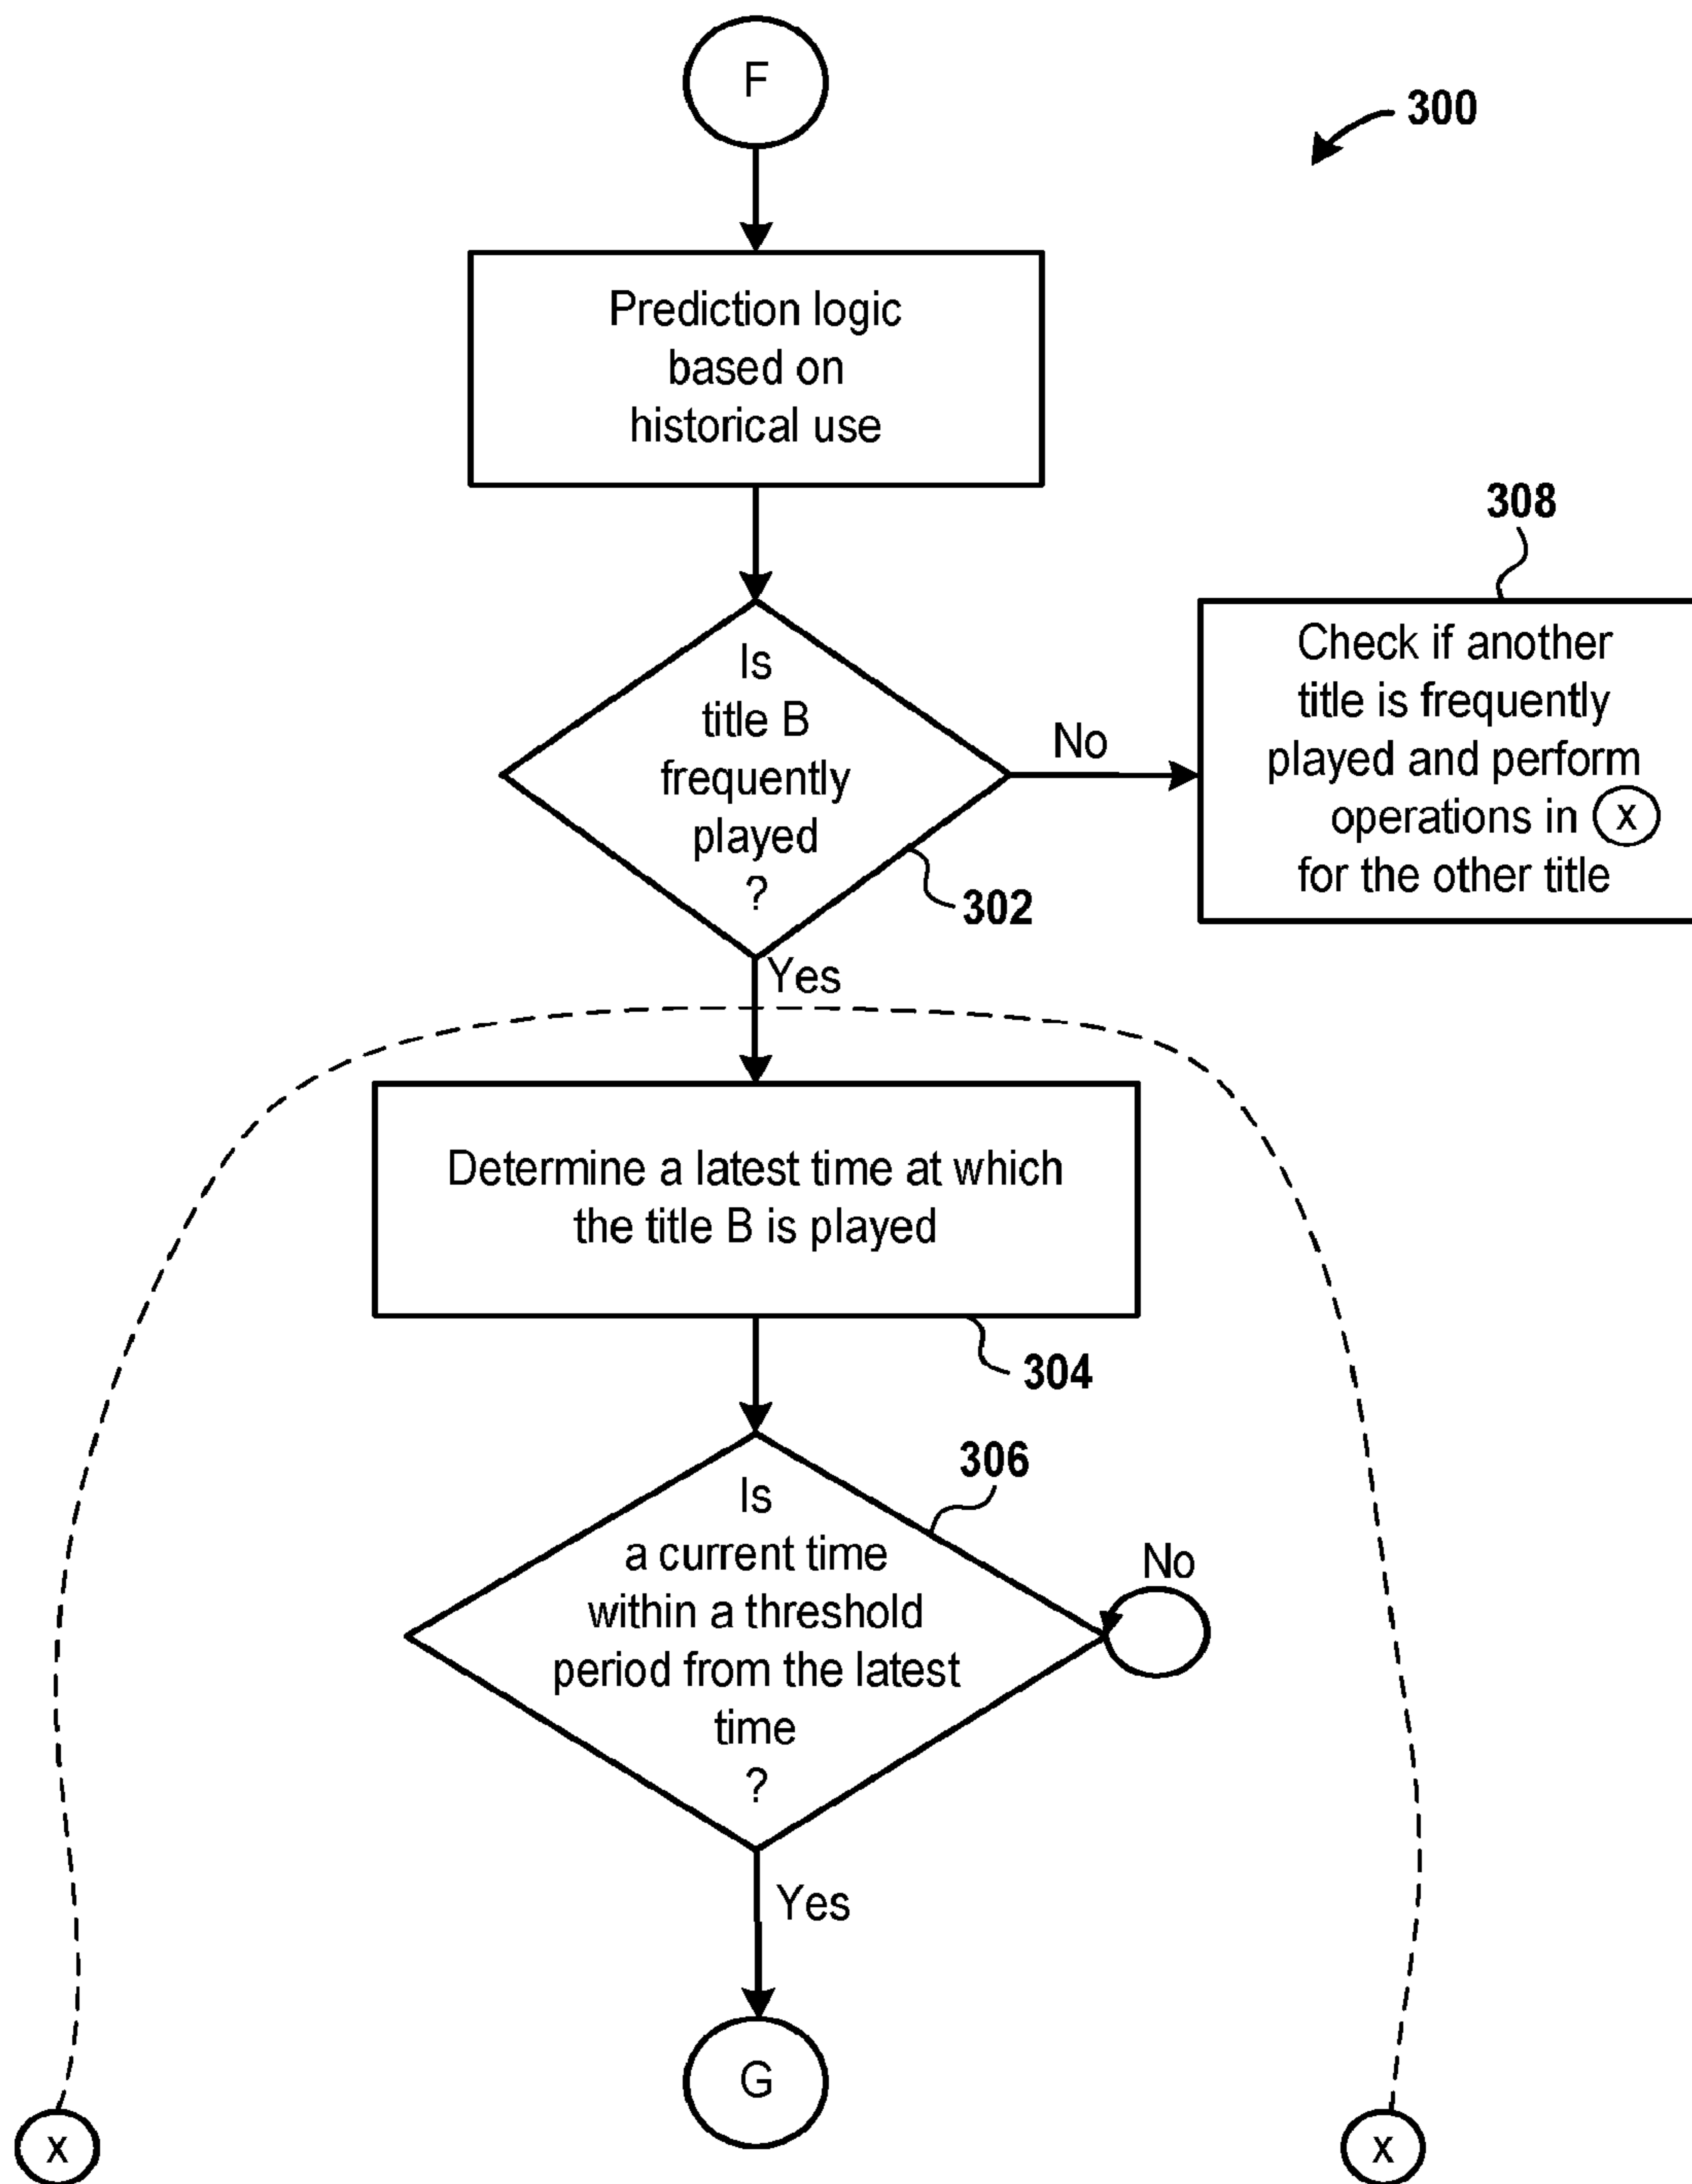 F
300
Prediction logic
based on
historical use
308
Is
title B
frequently
played
?
No
Check if another
title is frequently
played and perform
operations in X
for the other title
302
Yes
Determine a latest time at which
the title B is played
304
306
Is
a current time
within a threshold
period from the latest
time
?
No
Yes
G
X
X